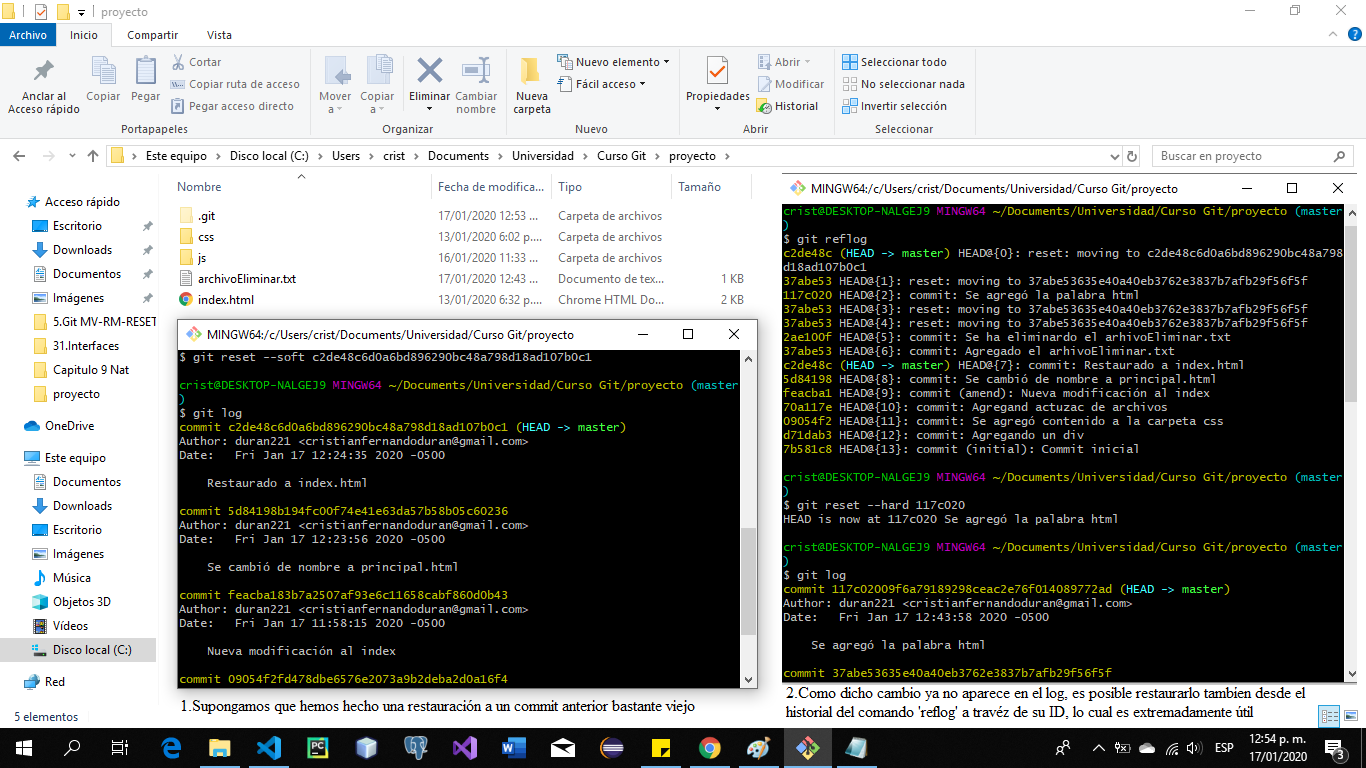 proyecto
Archivo Inicio Compartir Vista
Anclar al Acceso rápido
Copiar
Pegar
Cortar
Copiar ruta de acceso
Pegar acceso directo
Portapapeles
Mover a
Copiar a
Eliminar
Cambiar nombre
Organizar
Nueva carpeta
Nuevo elemento
Fácil acceso
Nuevo
Propiedades
Abrir
Modificar
Historial
Abrir
Seleccionar todo
No seleccionar nada
Invertir selección
Seleccionar
Este equipo > Disco local (C:) > Users > crist > Documents > Universidad > Curso Git > proyecto >
Buscar en proyecto
Acceso rápido
Escritorio
Downloads
Documentos
Imágenes
5.Git MV-RM-RESET
31.Interfaces
Capitulo 9 Nat
proyecto
OneDrive
Este equipo
Documentos
Downloads
Escritorio
Imágenes
Música
Objetos 3D
Vídeos
Disco local (C:)
Red
5 elementos
Nombre Fecha de modifica... Tipo Tamaño
.git 17/01/2020 12:53 ... Carpeta de archivos
css 13/01/2020 6:02 p.... Carpeta de archivos
js 16/01/2020 11:33 ... Carpeta de archivos
archivoEliminar.txt 17/01/2020 12:43 ... Documento de tex... 1 KB
index.html 13/01/2020 6:32 p.... Chrome HTML Do... 2 KB
MINGW64:/c/Users/crist/Documents/Universidad/Curso Git/proyecto
$ git reset --soft c2de48c6d0a6bd896290bc48a798d18ad107b0c1
crist@DESKTOP-NALGEJ9 MINGW64 ~/Documents/Universidad/Curso Git/proyecto (master
)
$ git log
commit c2de48c6d0a6bd896290bc48a798d18ad107b0c1 (HEAD -> master)
Author: duran221 <cristianfernandoduran@gmail.com>
Date:   Fri Jan 17 12:24:35 2020 -0500
Restaurado a index.html
commit 5d84198b194fc00f74e41e63da57b58b05c60236
Author: duran221 <cristianfernandoduran@gmail.com>
Date:   Fri Jan 17 12:23:56 2020 -0500
Se cambió de nombre a principal.html
commit feacba183b7a2507af93e6c11658cabf860d0b43
Author: duran221 <cristianfernandoduran@gmail.com>
Date:   Fri Jan 17 11:58:15 2020 -0500
Nueva modificación al index
commit 09054f2fd478dbe6576e2073a9b2deba2d0a16f4
1.Supongamos que hemos hecho una restauración a un commit anterior bastante viejo
MINGW64:/c/Users/crist/Documents/Universidad/Curso Git/proyecto
crist@DESKTOP-NALGEJ9 MINGW64 ~/Documents/Universidad/Curso Git/proyecto (master
)
$ git reflog
c2de48c (HEAD -> master) HEAD@{0}: reset: moving to c2de48c6d0a6bd896290bc48a798
d18ad107b0c1
37abe53 HEAD@{1}: reset: moving to 37abe53635e40a40eb3762e3837b7afb29f56f5f
117c020 HEAD@{2}: commit: Se agregó la palabra html
37abe53 HEAD@{3}: reset: moving to 37abe53635e40a40eb3762e3837b7afb29f56f5f
37abe53 HEAD@{4}: reset: moving to 37abe53635e40a40eb3762e3837b7afb29f56f5f
2ae100f HEAD@{5}: commit: Se ha eliminardo el arhivoEliminar.txt
37abe53 HEAD@{6}: commit: Agregado el arhivoEliminar.txt
c2de48c (HEAD -> master) HEAD@{7}: commit: Restaurado a index.html
5d84198 HEAD@{8}: commit: Se cambió de nombre a principal.html
feacba1 HEAD@{9}: commit (amend): Nueva modificación al index
70a117e HEAD@{10}: commit: Agregand actuzac de archivos
09054f2 HEAD@{11}: commit: Se agregó contenido a la carpeta css
d71dab3 HEAD@{12}: commit: Agregando un div
7b581c8 HEAD@{13}: commit (initial): Commit inicial
crist@DESKTOP-NALGEJ9 MINGW64 ~/Documents/Universidad/Curso Git/proyecto (master
)
$ git reset --hard 117c020
HEAD is now at 117c020 Se agregó la palabra html
crist@DESKTOP-NALGEJ9 MINGW64 ~/Documents/Universidad/Curso Git/proyecto (master
)
$ git log
commit 117c02009f6a79189298ceac2e76f014089772ad (HEAD -> master)
Author: duran221 <cristianfernandoduran@gmail.com>
Date:   Fri Jan 17 12:43:58 2020 -0500
Se agregó la palabra html
commit 37abe53635e40a40eb3762e3837b7afb29f56f5f
2.Como dicho cambio ya no aparece en el log, es posible restaurarlo tambien desde el
historial del comando 'reflog' a travéz de su ID, lo cual es extremadamente útil
ESP
12:54 p. m.
17/01/2020
3